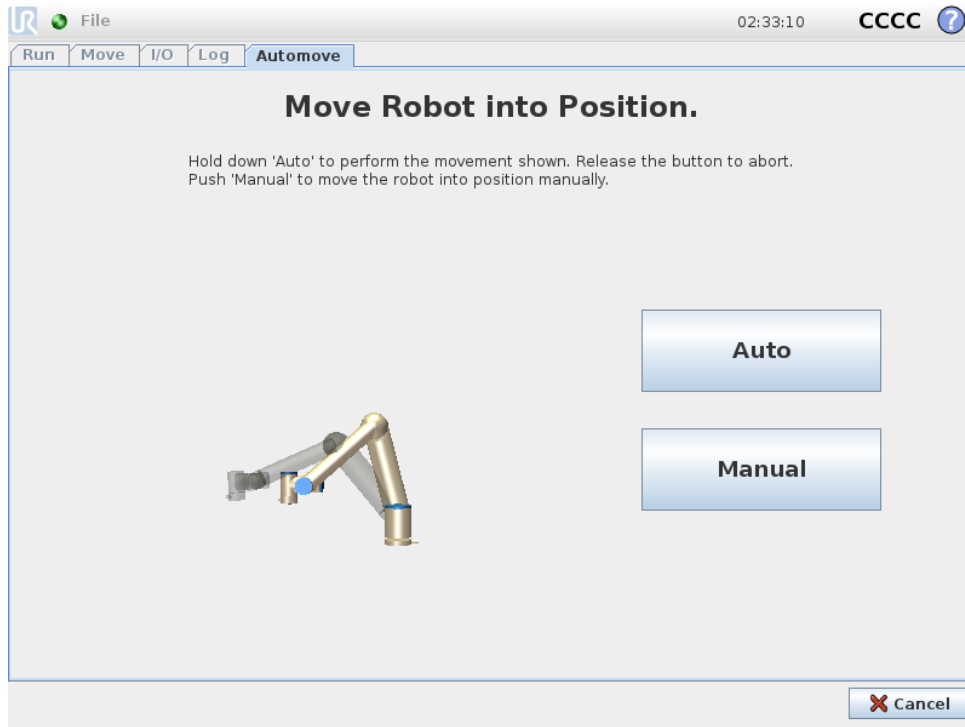 UR File 02:33:10 CCCC ?
Run Move I/O Log Automove
Move Robot into Position.
Hold down 'Auto' to perform the movement shown. Release the button to abort.
Push 'Manual' to move the robot into position manually.
Auto
Manual
Cancel